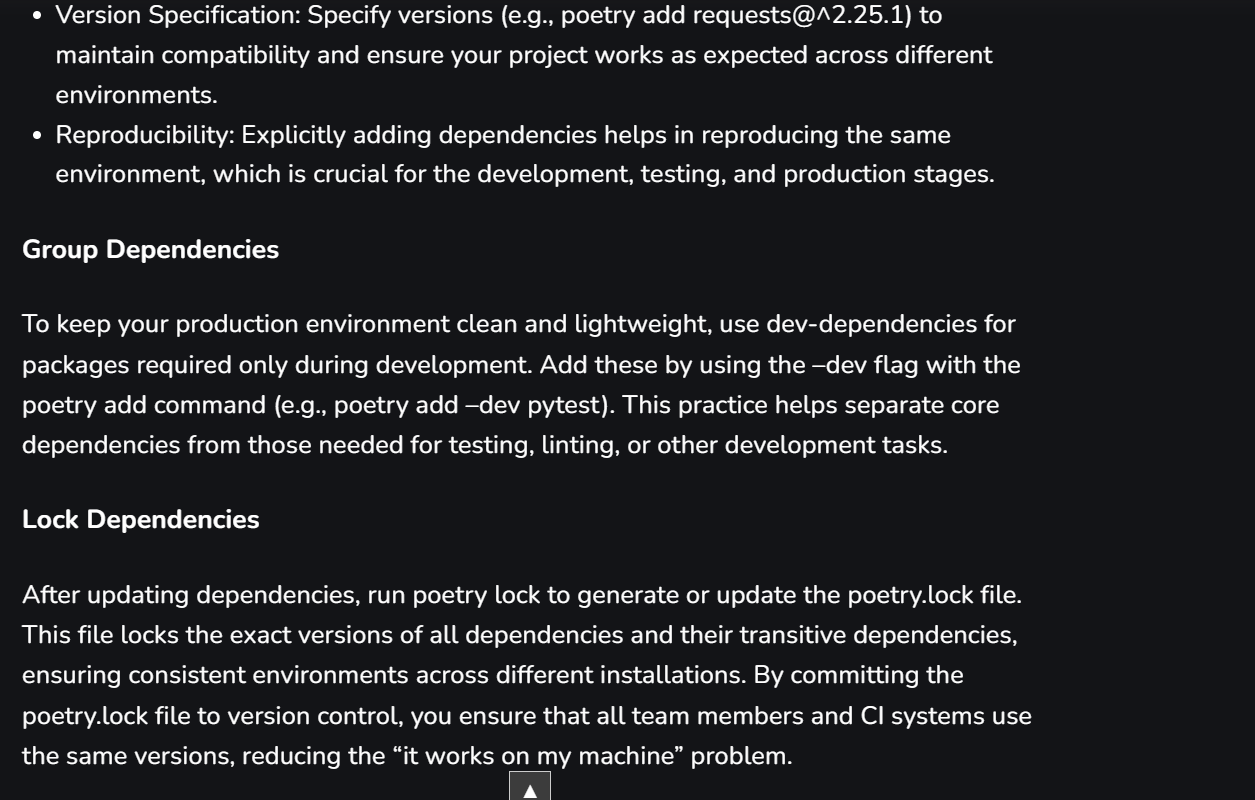 • Version Specification: Specify versions (e.g., poetry add requests@^2.25.1) to
maintain compatibility and ensure your project works as expected across different
environments.
• Reproducibility: Explicitly adding dependencies helps in reproducing the same
environment, which is crucial for the development, testing, and production stages.
Group Dependencies
To keep your production environment clean and lightweight, use dev-dependencies for
packages required only during development. Add these by using the –dev flag with the
poetry add command (e.g., poetry add –dev pytest). This practice helps separate core
dependencies from those needed for testing, linting, or other development tasks.
Lock Dependencies
After updating dependencies, run poetry lock to generate or update the poetry.lock file.
This file locks the exact versions of all dependencies and their transitive dependencies,
ensuring consistent environments across different installations. By committing the
poetry.lock file to version control, you ensure that all team members and CI systems use
the same versions, reducing the “it works on my machine” problem.
▲